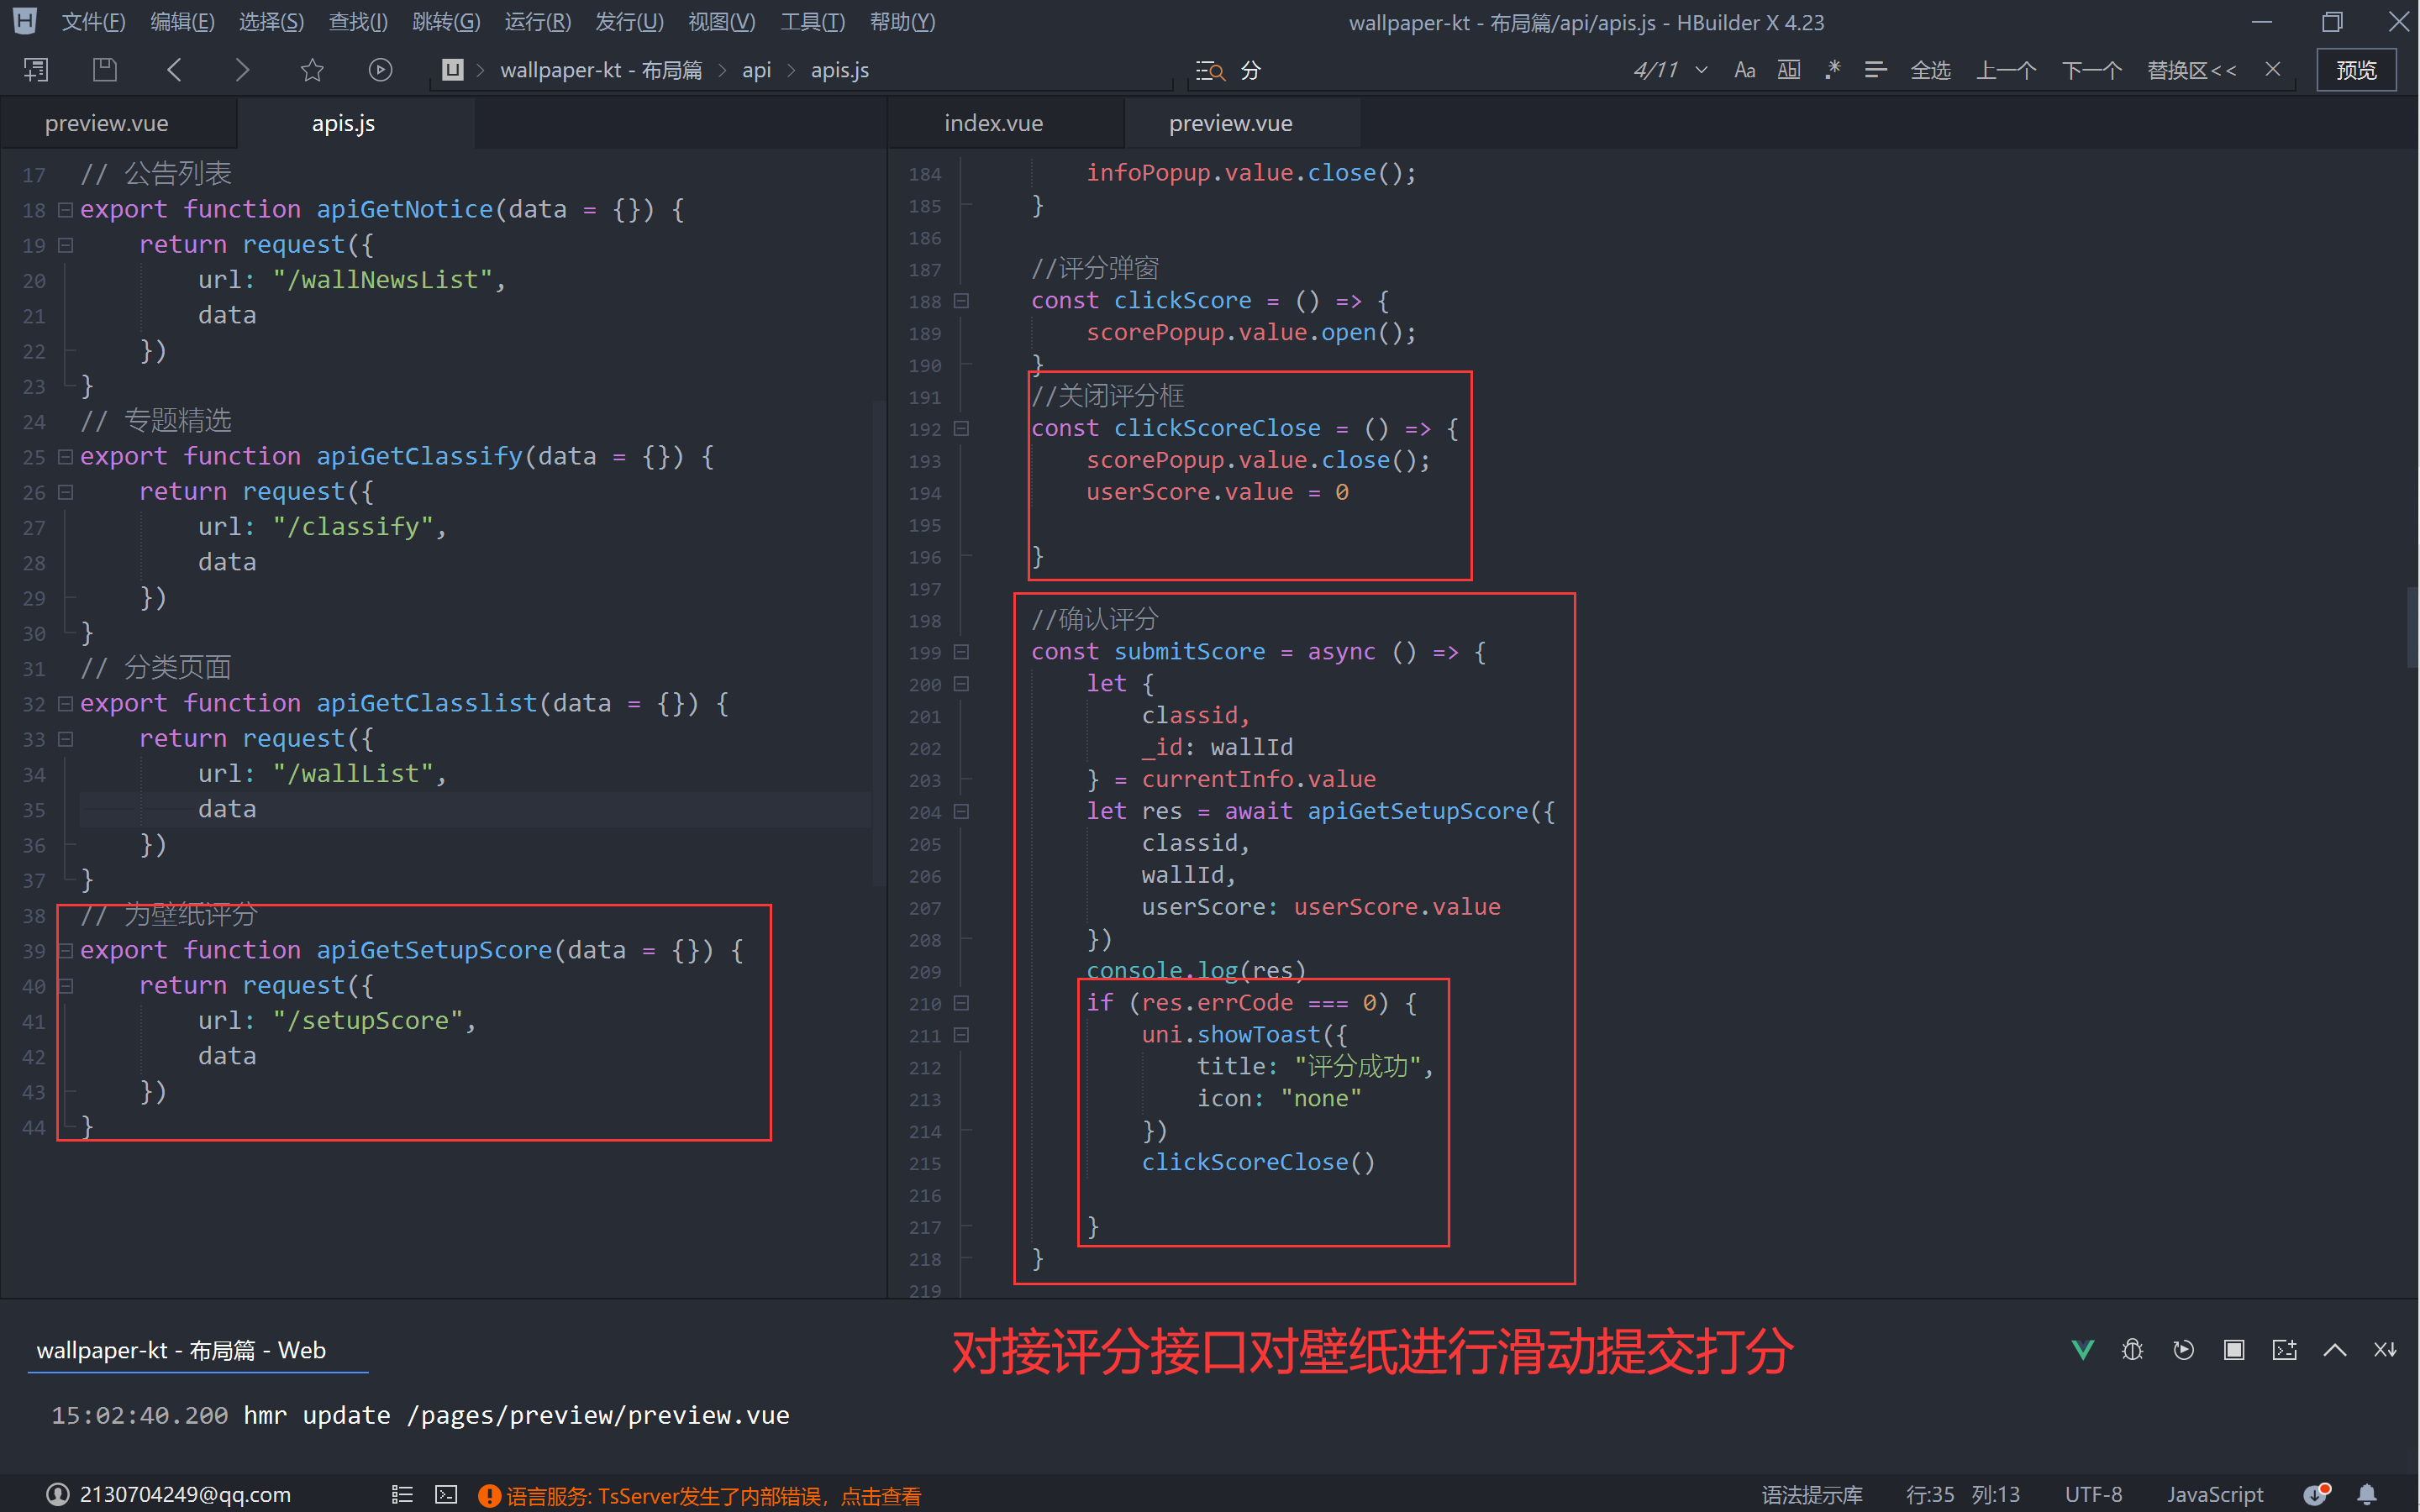 文件(F) 编辑(E) 选择(S) 查找(I) 跳转(G) 运行(R) 发行(U) 视图(V) 工具(T) 帮助(Y) wallpaper-kt - 布局篇/api/apis.js - HBuilder X 4.23
wallpaper-kt - 布局篇 > api > apis.js 分 4/11 Aa Ab .* 全选 上一个 下一个 替换区<< 预览
preview.vue apis.js
17 // 公告列表
18 export function apiGetNotice(data = {}) {
19 return request({
20 url: "/wallNewsList",
21 data
22 })
23 }
24 // 专题精选
25 export function apiGetClassify(data = {}) {
26 return request({
27 url: "/classify",
28 data
29 })
30 }
31 // 分类页面
32 export function apiGetClasslist(data = {}) {
33 return request({
34 url: "/wallList",
35 data
36 })
37 }
38 // 为壁纸评分
39 export function apiGetSetupScore(data = {}) {
40 return request({
41 url: "/setupScore",
42 data
43 })
44 }
index.vue preview.vue
184 infoPopup.value.close();
185 }
186
187 //评分弹窗
188 const clickScore = () => {
189 scorePopup.value.open();
190 }
191 //关闭评分框
192 const clickScoreClose = () => {
193 scorePopup.value.close();
194 userScore.value = 0
195
196 }
197
198 //确认评分
199 const submitScore = async () => {
200 let {
201 classid,
202 _id: wallId
203 } = currentInfo.value
204 let res = await apiGetSetupScore({
205 classid,
206 wallId,
207 userScore: userScore.value
208 })
209 console.log(res)
210 if (res.errCode === 0) {
211 uni.showToast({
212 title: "评分成功",
213 icon: "none"
214 })
215 clickScoreClose()
216
217 }
218 }
219
wallpaper-kt - 布局篇 - Web
对接评分接口对壁纸进行滑动提交打分
15:02:40.200 hmr update /pages/preview/preview.vue
2130704249@qq.com 语言服务: TsServer发生了内部错误，点击查看 语法提示库 行:35 列:13 UTF-8 JavaScript